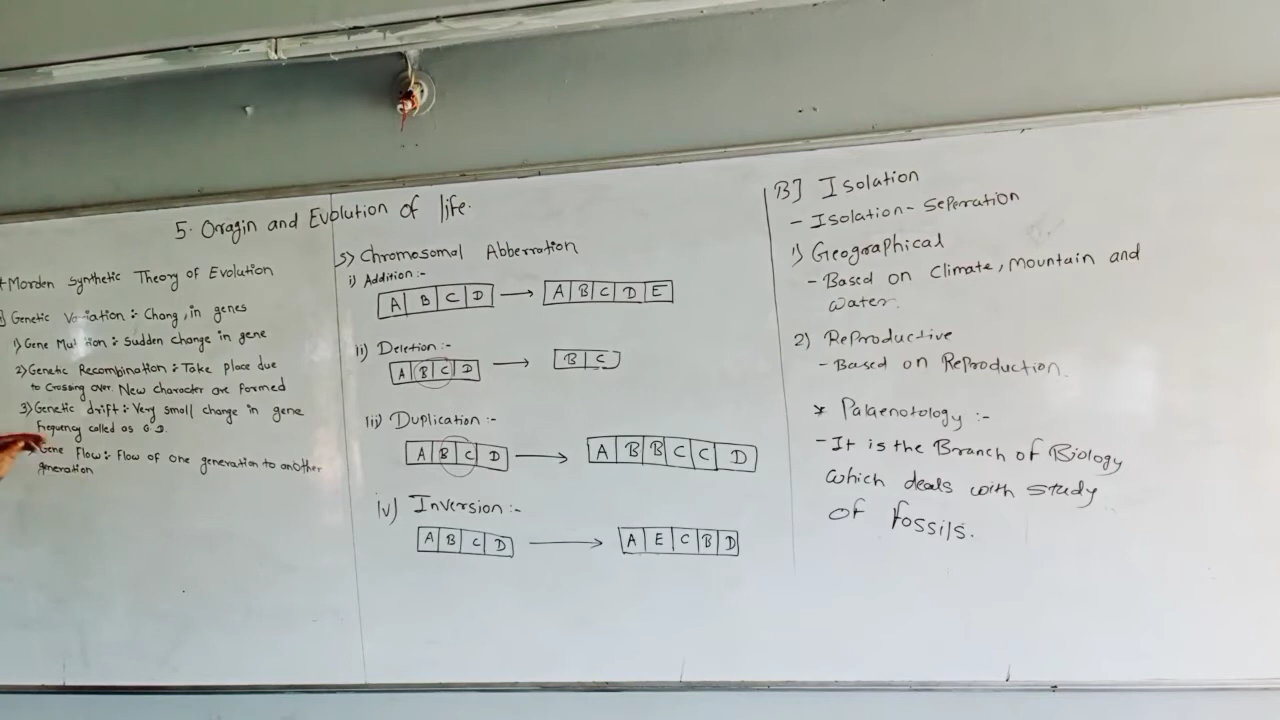 5. Oragin and Evolution of life.
* Morden Synthetic Theory of Evolution
Genetic Variation : Chang, in genes
1) Gene Mutation : Sudden change in gene
2) Genetic Recombination : Take place due
to Crossing over. New character are formed
3) Genetic drift : Very small change in gene
frequency called as G.D.
Gene Flow : Flow of one generation to another
generation
5) Chromosomal Abberration
i) Addition :-
A B C D → A B C D E
ii) Deletion :-
A B C D → B C
iii) Duplication :-
A B C D → A B B C C D
iv) Inversion :-
A B C D → A E C B D
B] Isolation
- Isolation - Seperation
1) Geographical
- Based on Climate, mountain and
water.
2) Reproductive
- Based on Reproduction.
* Palaenotology :-
- It is the Branch of Biology
which deals with study
of fossils.